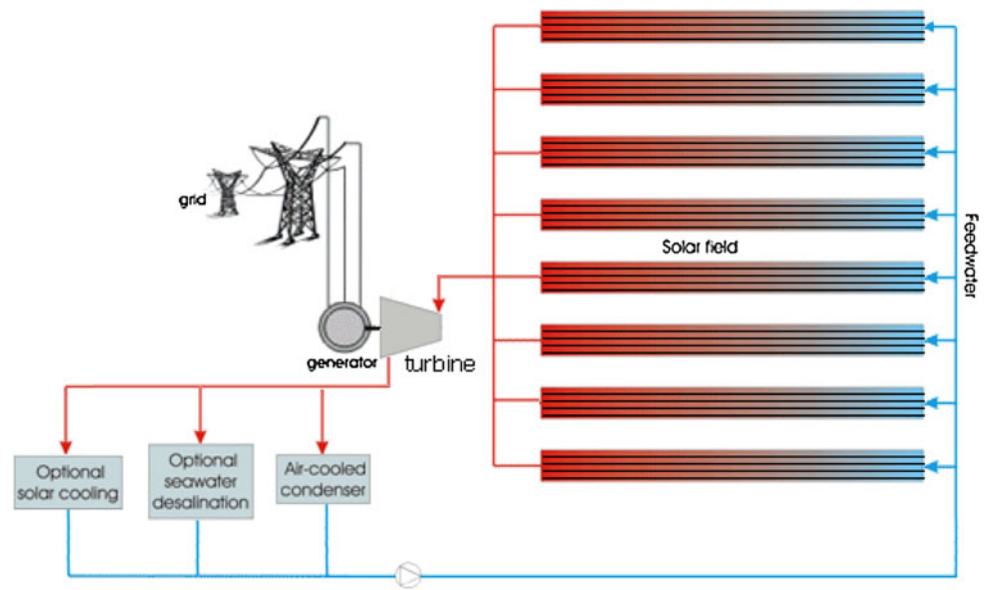 grid
Solar field
Feedwater
generator
turbine
Optional
solar cooling
Optional
seawater
desalination
Air-cooled
condenser